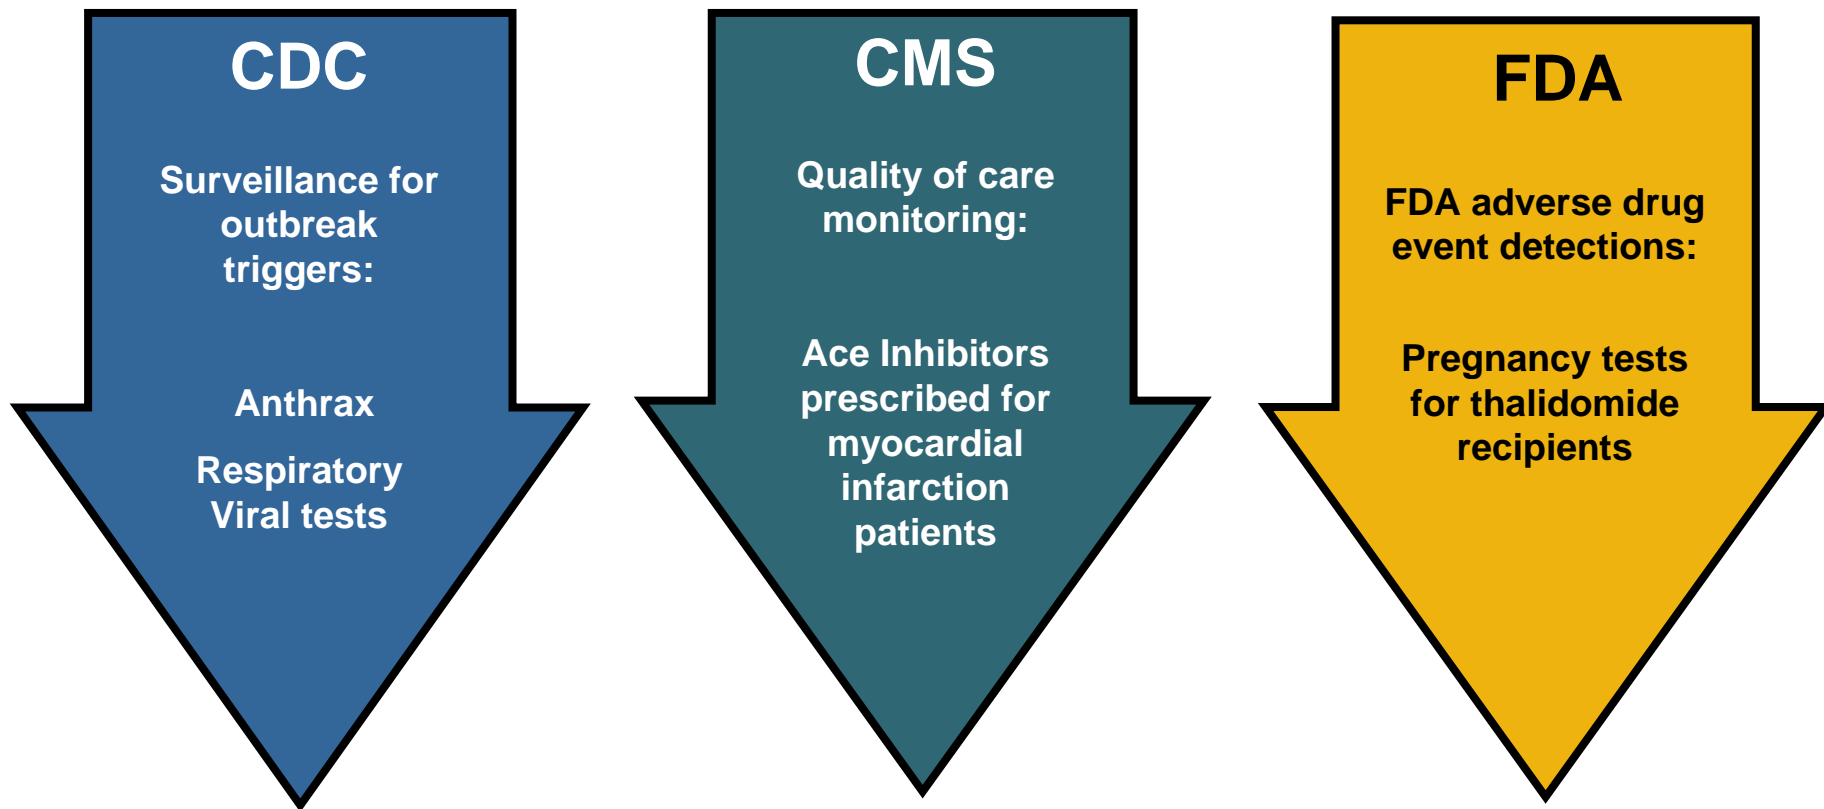 CDC
Surveillance for
outbreak
triggers:
Anthrax
Respiratory
Viral tests
CMS
Quality of care
monitoring:
Ace Inhibitors
prescribed for
myocardial
infarction
patients
FDA
FDA adverse drug
event detections:
Pregnancy tests
for thalidomide
recipients